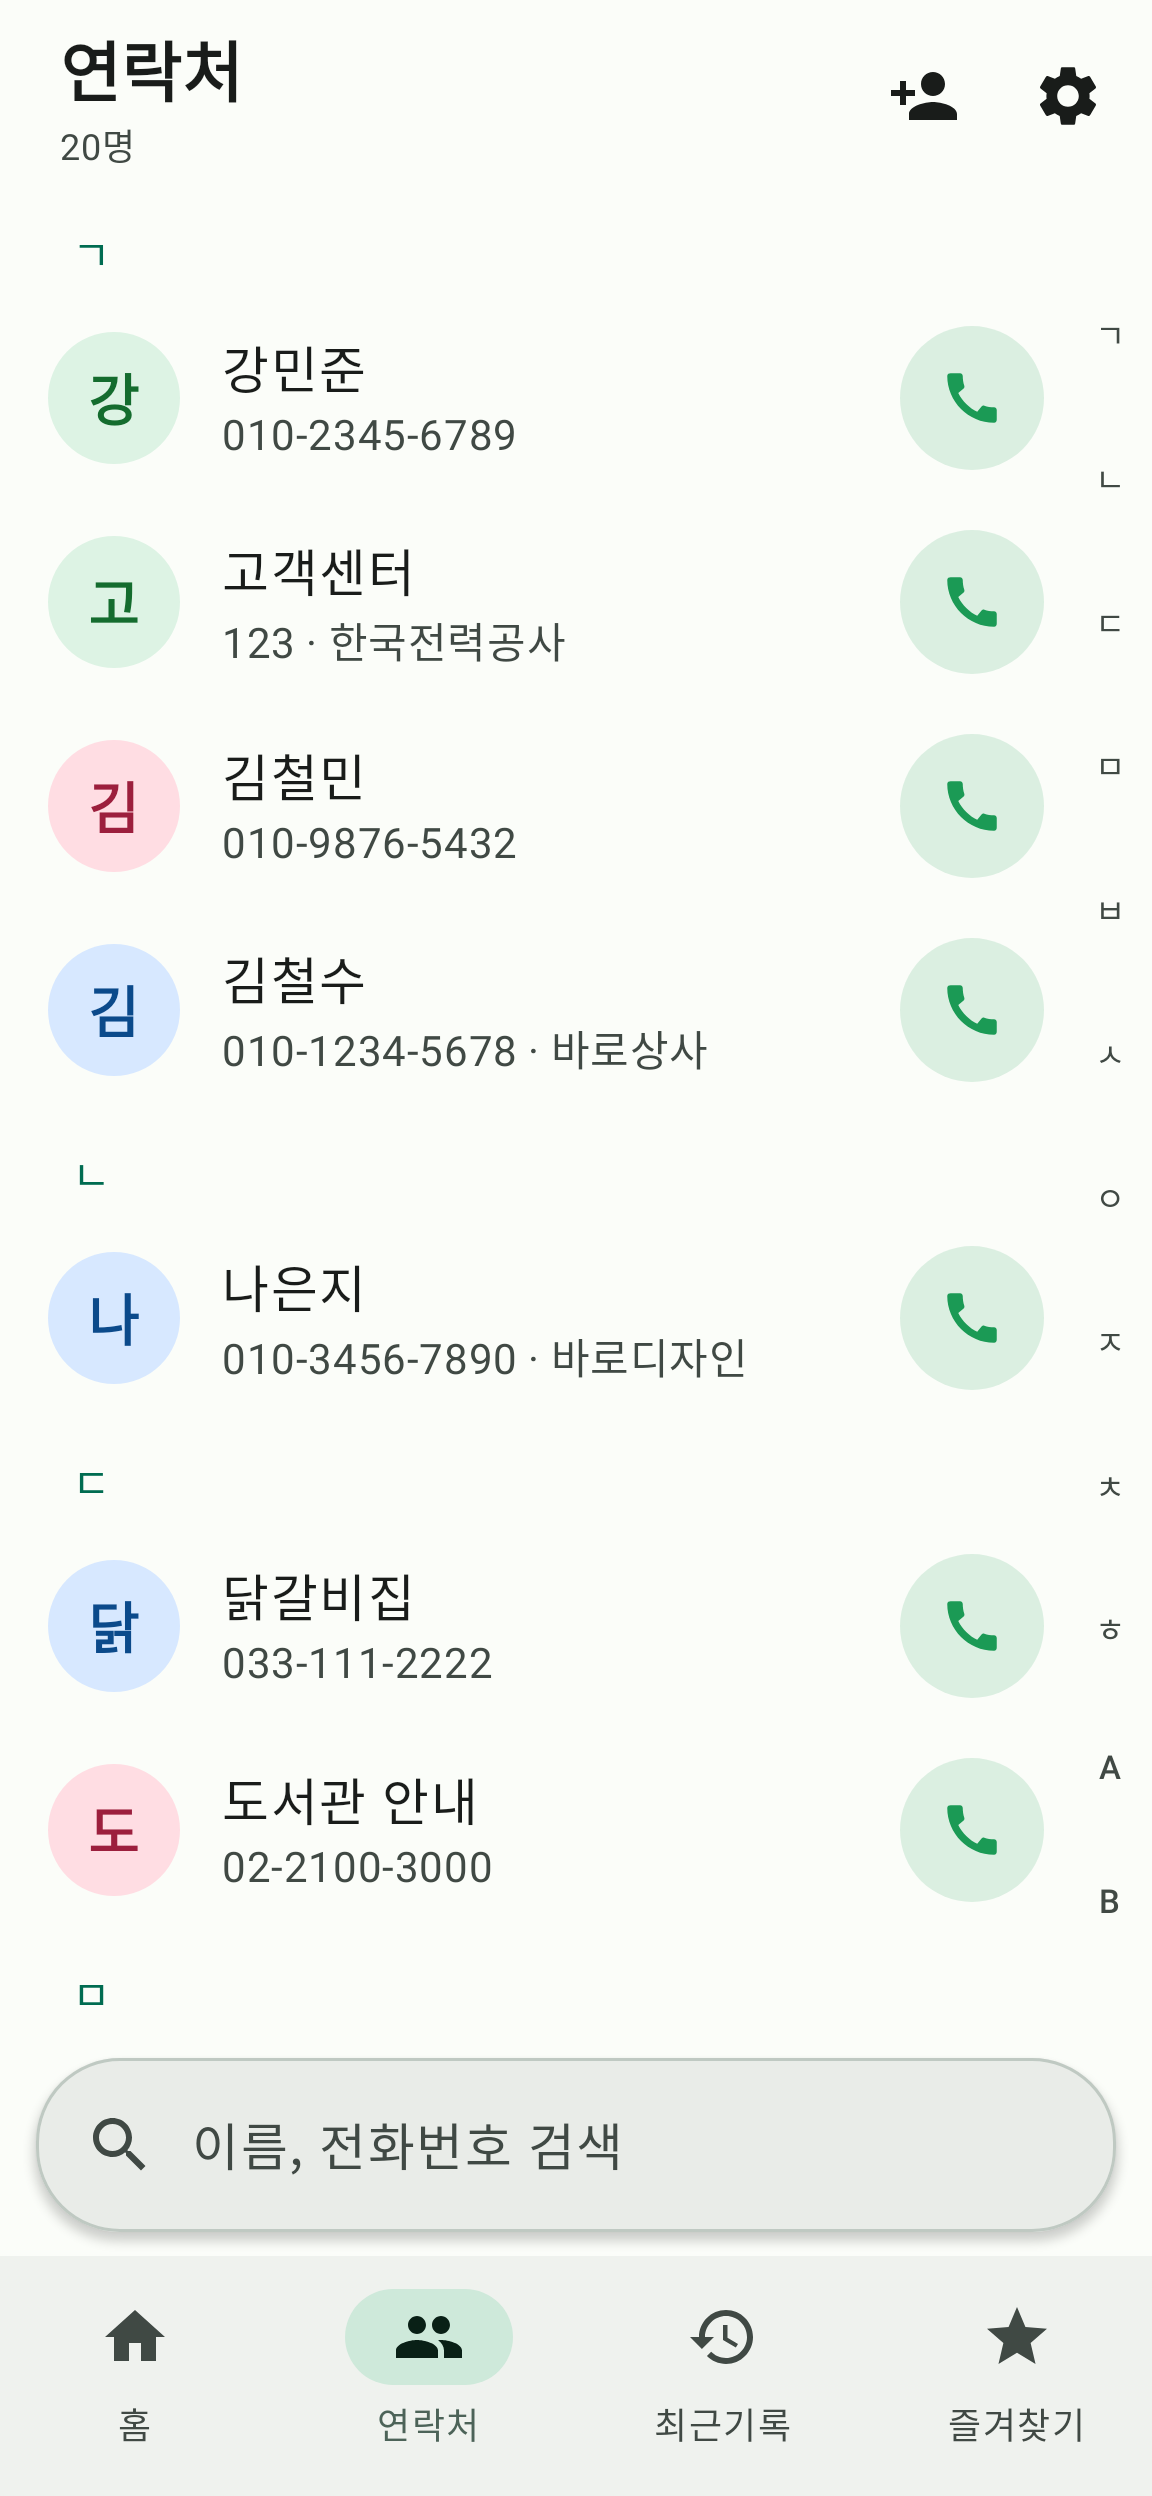 연락처
20명
ㄱ
강
강민준
010-2345-6789
고
고객센터
123 · 한국전력공사
김
김철민
010-9876-5432
김
김철수
010-1234-5678 · 바로상사
ㄴ
나
나은지
010-3456-7890 · 바로디자인
ㄷ
닭
닭갈비집
033-111-2222
도
도서관 안내
02-2100-3000
ㅁ
ㄱ
ㄴ
ㄷ
ㅁ
ㅂ
ㅅ
ㅇ
ㅈ
ㅊ
ㅎ
A
B
이름, 전화번호 검색
홈
연락처
최근기록
즐겨찾기